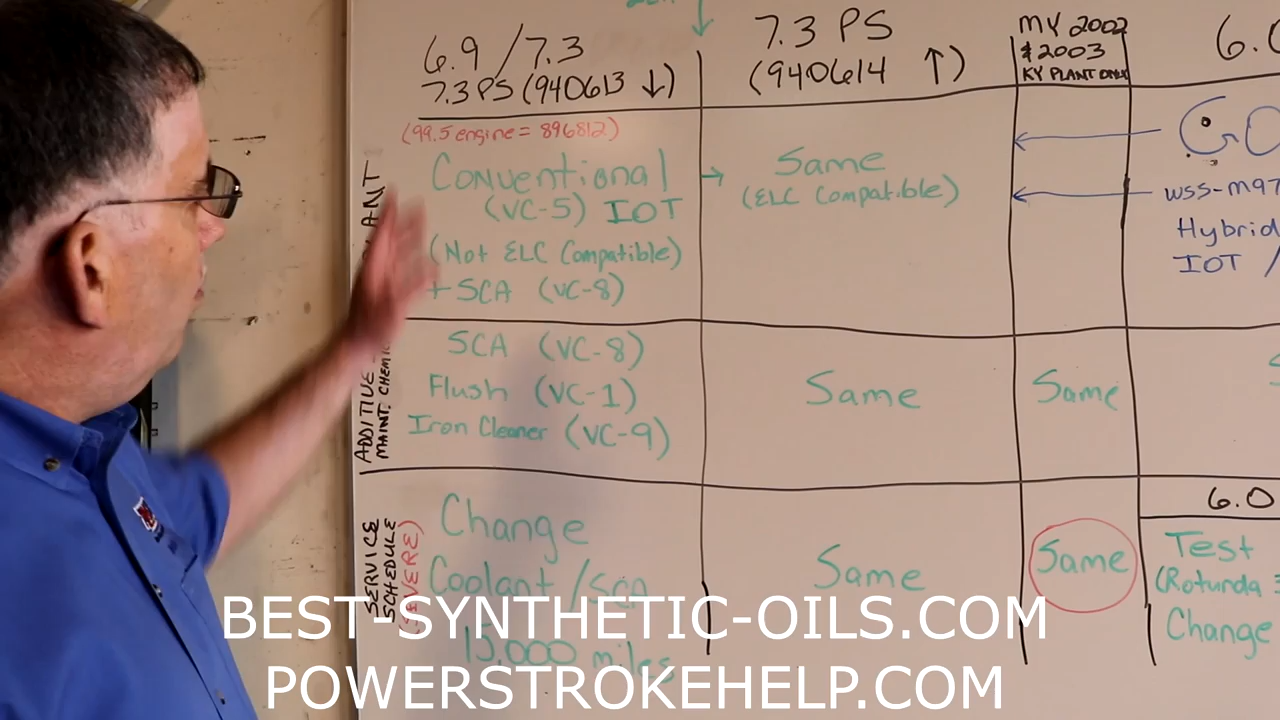 6.9 / 7.3
7.3 PS (940613 ↓)
7.3 PS
(940614 ↑)
MY 2002
& 2003
KY PLANT ONLY
(99.5 engine = 896812)
Conventional →
(VC-5) IOT
(Not ELC Compatible)
+ SCA (VC-8)
Same
(ELC Compatible)
WSS-M97
Hybrid
IOT /
ADDITIVE
SCA (VC-8)
Flush (VC-1)
Iron Cleaner (VC-9)
Same
Same
SERVICE
SCHEDULE
(SEVERE)
Change
Coolant / SCA
15,000 miles
Same
Same
6.0
Test
(Rotunda
Change
BEST-SYNTHETIC-OILS.COM
POWERSTROKEHELP.COM